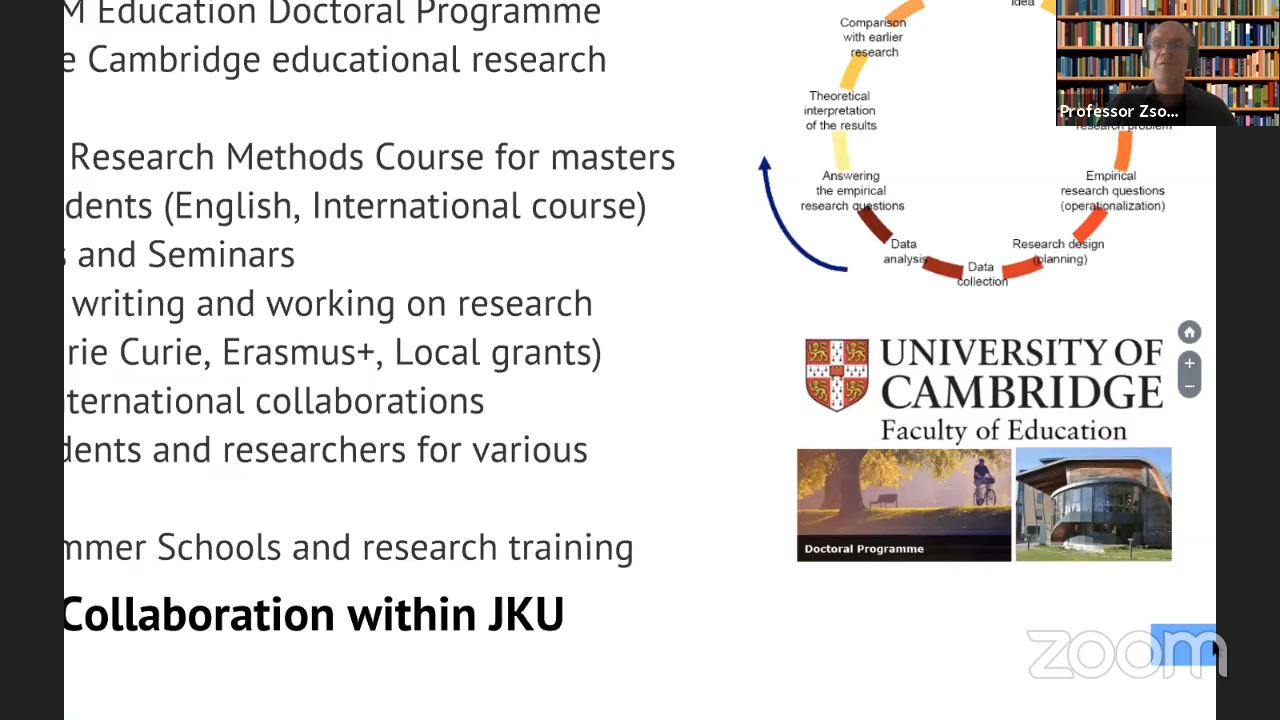 M Education Doctoral Programme
e Cambridge educational research
Research Methods Course for masters
dents (English, International course)
s and Seminars
writing and working on research
rie Curie, Erasmus+, Local grants)
ternational collaborations
dents and researchers for various
mmer Schools and research training
Collaboration within JKU
idea
Comparison
with earlier
research
Theoretical
interpretation
of the results
Answering
the empirical
research questions
Data
analysis
Data
collection
Research design
(planning)
Empirical
research questions
(operationalization)
research problem
Professor Zso...
UNIVERSITY OF
CAMBRIDGE
Faculty of Education
Doctoral Programme
zoom